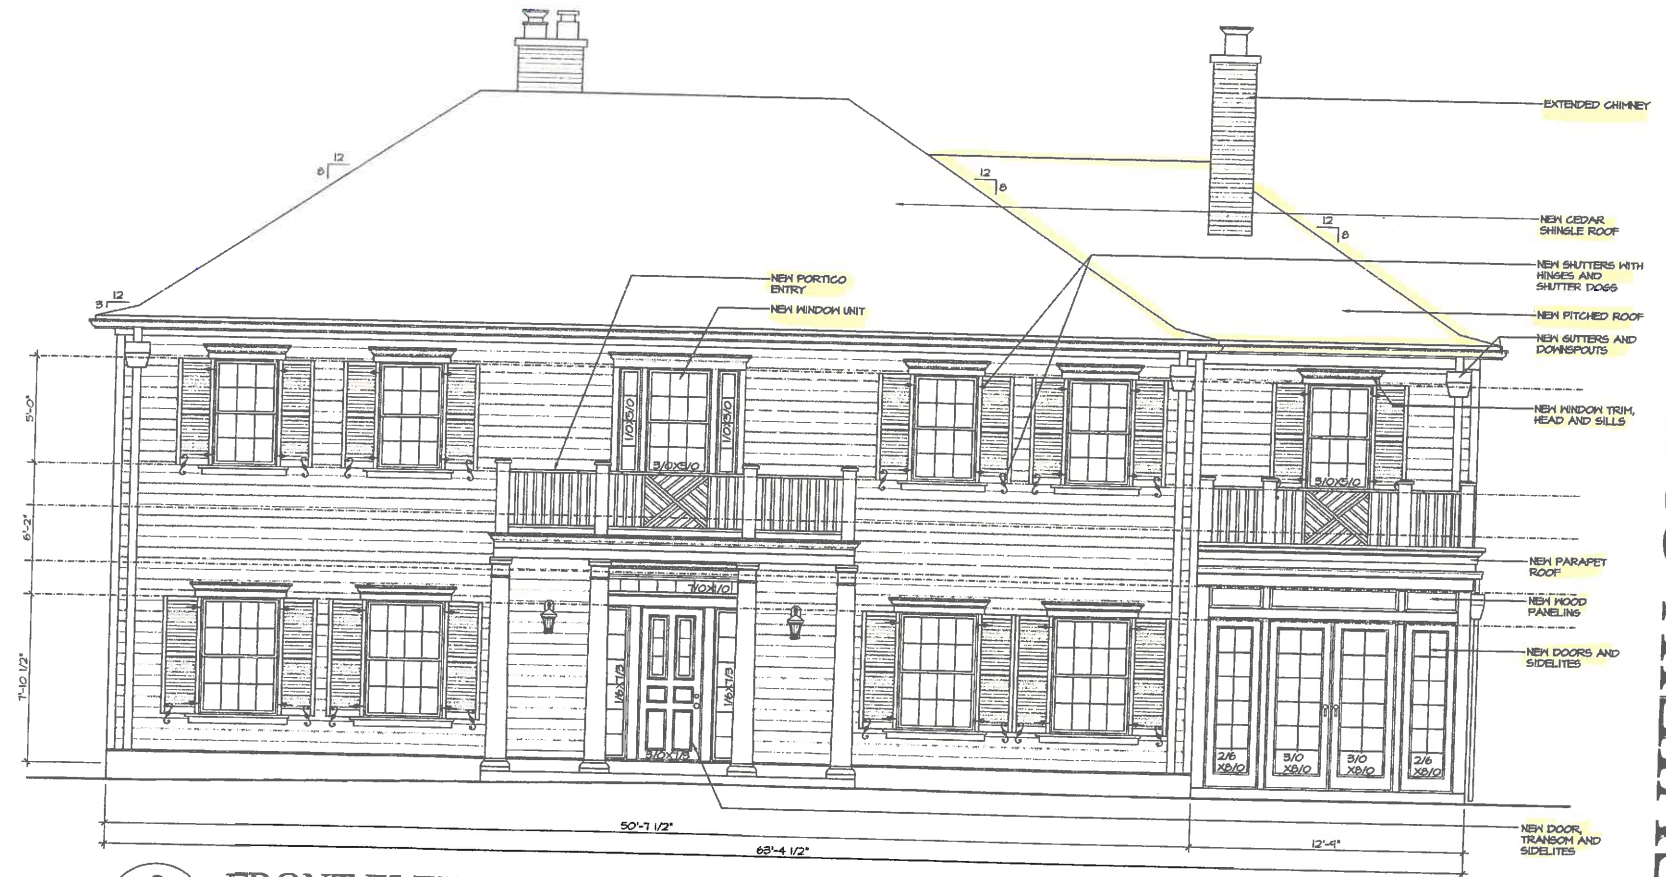 EXTENDED CHIMNEY
12
8
12
8
12
8
NEW CEDAR
SHINGLE ROOF
NEW SHUTTERS WITH
HINGES AND
SHUTTER DOGS
NEW PORTICO
ENTRY
NEW WINDOW UNIT
3
12
NEW PITCHED ROOF
NEW GUTTERS AND
DOWNSPOUTS
5'-0"
1/0X5/0
1/0X5/0
3/0X5/0
3/0X5/0
NEW WINDOW TRIM,
HEAD AND SILLS
6'-2"
NEW PARAPET
ROOF
NEW WOOD
PANELING
NEW DOORS AND
SIDELITES
7'-10 1/2"
1/6X7/3
1/6X7/3
3/0X7/3
2/6
X8/0
3/0
X8/0
3/0
X8/0
2/6
X8/0
NEW DOOR,
TRANSOM AND
SIDELITES
50'-7 1/2"
63'-4 1/2"